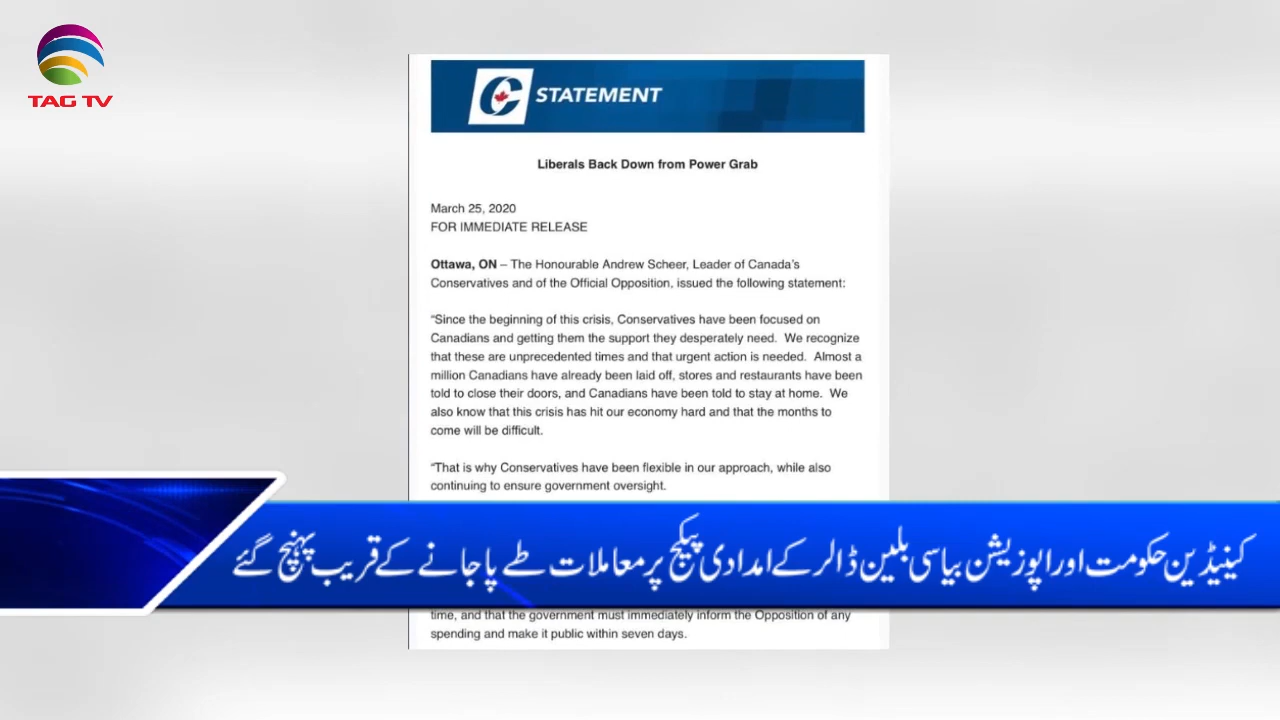 TAG TV
STATEMENT
Liberals Back Down from Power Grab
March 25, 2020
FOR IMMEDIATE RELEASE
Ottawa, ON – The Honourable Andrew Scheer, Leader of Canada's
Conservatives and of the Official Opposition, issued the following statement:
“Since the beginning of this crisis, Conservatives have been focused on
Canadians and getting them the support they desperately need. We recognize
that these are unprecedented times and that urgent action is needed. Almost a
million Canadians have already been laid off, stores and restaurants have been
told to close their doors, and Canadians have been told to stay at home. We
also know that this crisis has hit our economy hard and that the months to
come will be difficult.
“That is why Conservatives have been flexible in our approach, while also
continuing to ensure government oversight.
کینیڈین حکومت اور اپوزیشن بیاسی بلین ڈالر کے امدادی پیکج پر معاملات طے پا جانے کے قریب پہنچ گئے
time, and that the government must immediately inform the Opposition of any
spending and make it public within seven days.